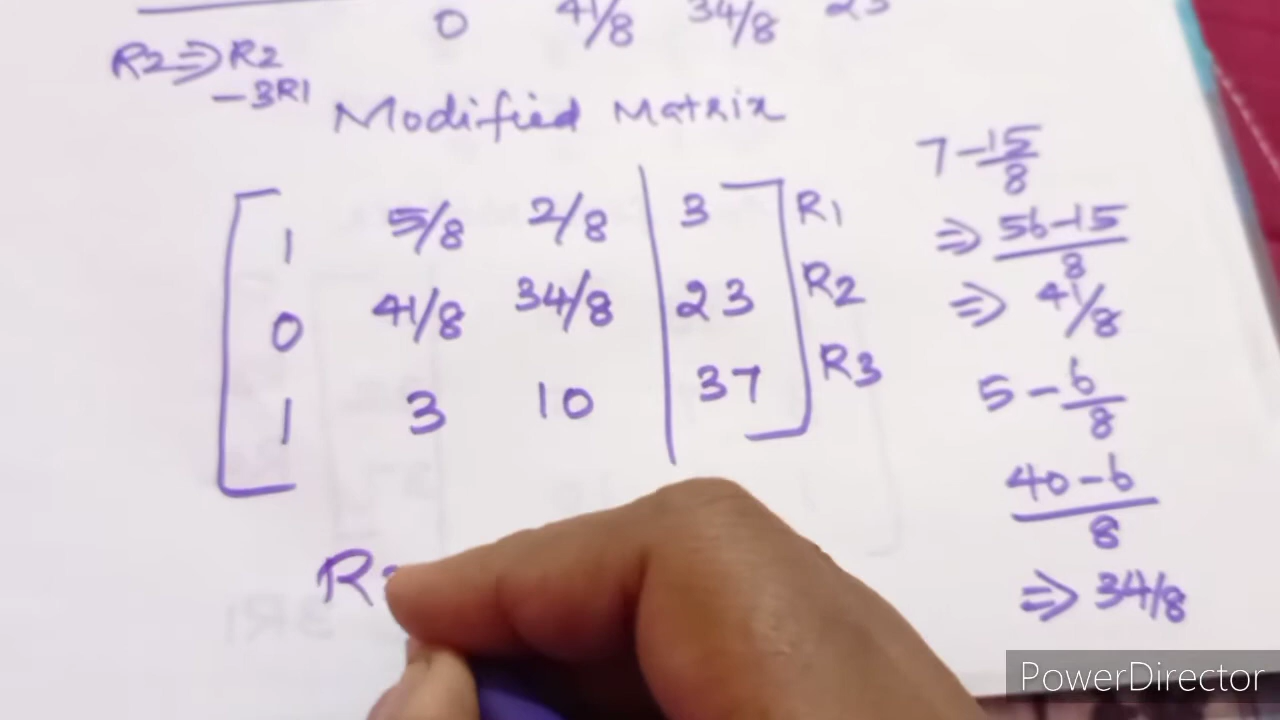 0 41/8 34/8 23
R2⇒R2
-3R1
Modified Matrix
1 5/8 2/8 3 R1
0 41/8 34/8 23 R2
1 3 10 37 R3
7-15/8
⇒ 56-15/8
⇒ 41/8
5-6/8
40-6/8
⇒ 34/8
3R1
PowerDirector